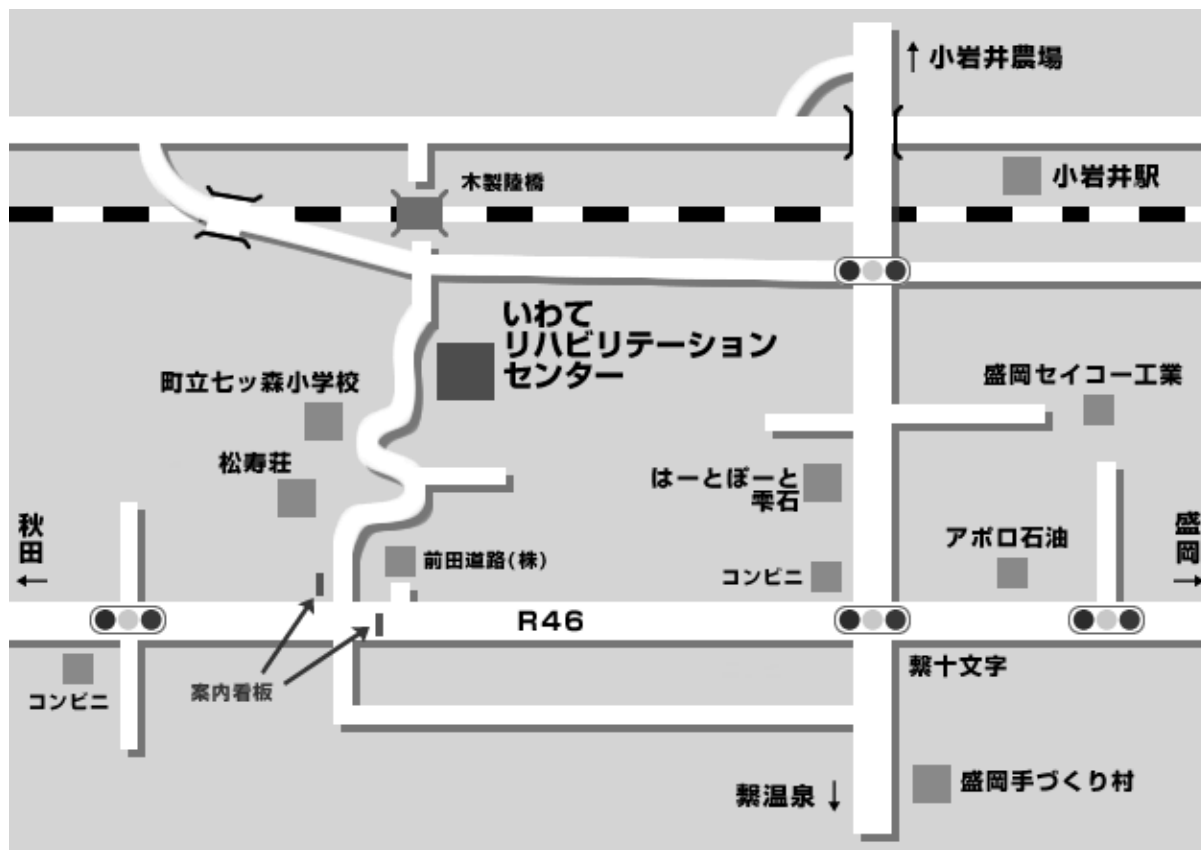 小岩井農場
木製陸橋
小岩井駅
いわて
リハビリテーション
センター
町立七ッ森小学校
盛岡セイコー工業
松寿荘
はーとぽーと
雫石
秋田
盛岡
アポロ石油
前田道路(株)
コンビニ
R46
繋十文字
案内看板
コンビニ
盛岡手づくり村
繋温泉